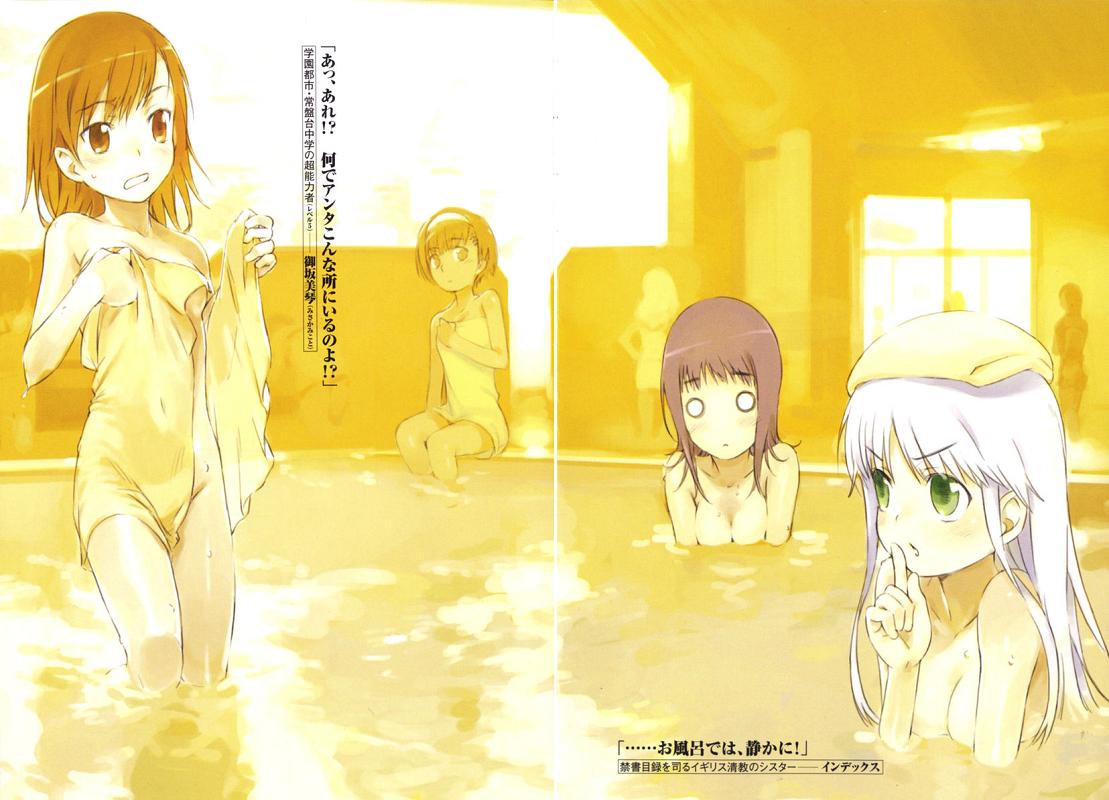 「あっ、あれ!?　何でアンタこんな所にいるのよ!?」
学園都市・常盤台中学の超能力者(レベル5)――御坂美琴(みさかみこと)
「……お風呂では、静かに!」
禁書目録を司るイギリス清教のシスター――インデックス